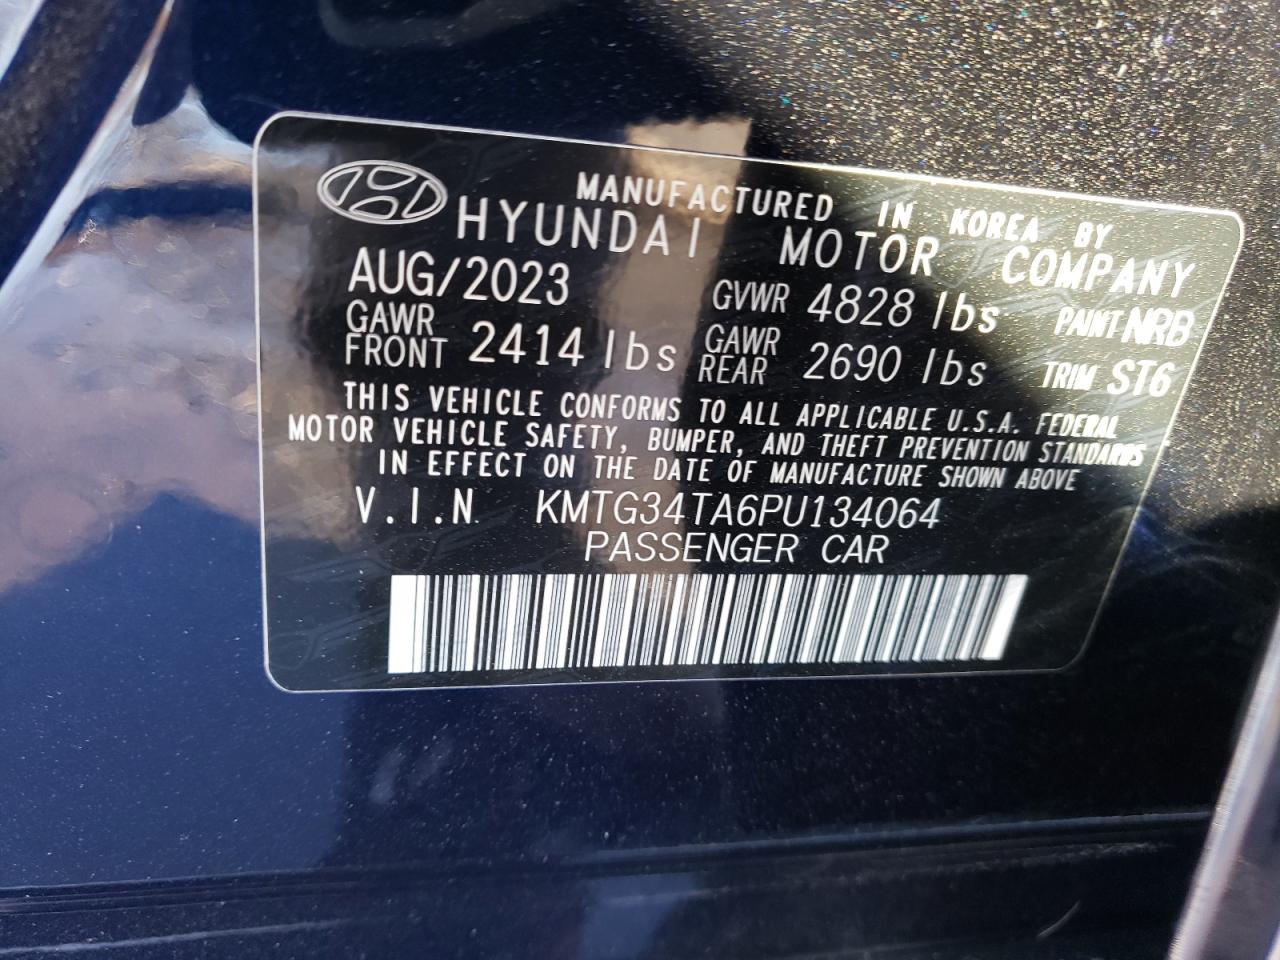 MANUFACTURED IN KOREA BY
HYUNDAI MOTOR COMPANY
AUG/2023 GVWR 4828 lbs PAINT NRB
GAWR FRONT 2414 lbs GAWR REAR 2690 lbs TRIM ST6
THIS VEHICLE CONFORMS TO ALL APPLICABLE U.S.A. FEDERAL
MOTOR VEHICLE SAFETY, BUMPER, AND THEFT PREVENTION STANDARDS
IN EFFECT ON THE DATE OF MANUFACTURE SHOWN ABOVE
V.I.N. KMTG34TA6PU134064
PASSENGER CAR